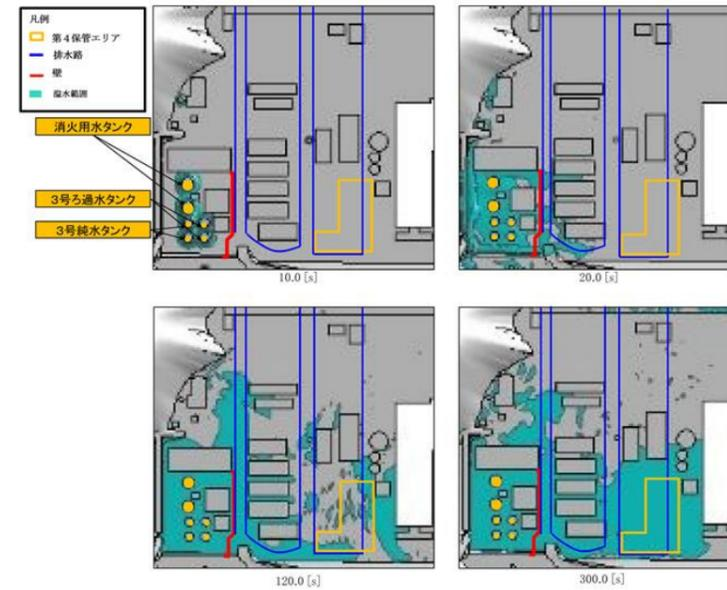 凡例
第4保管エリア
排水路
壁
溢水範囲
消火用水タンク
3号ろ過水タンク
3号純水タンク
10.0 [s]
20.0 [s]
120.0 [s]
300.0 [s]